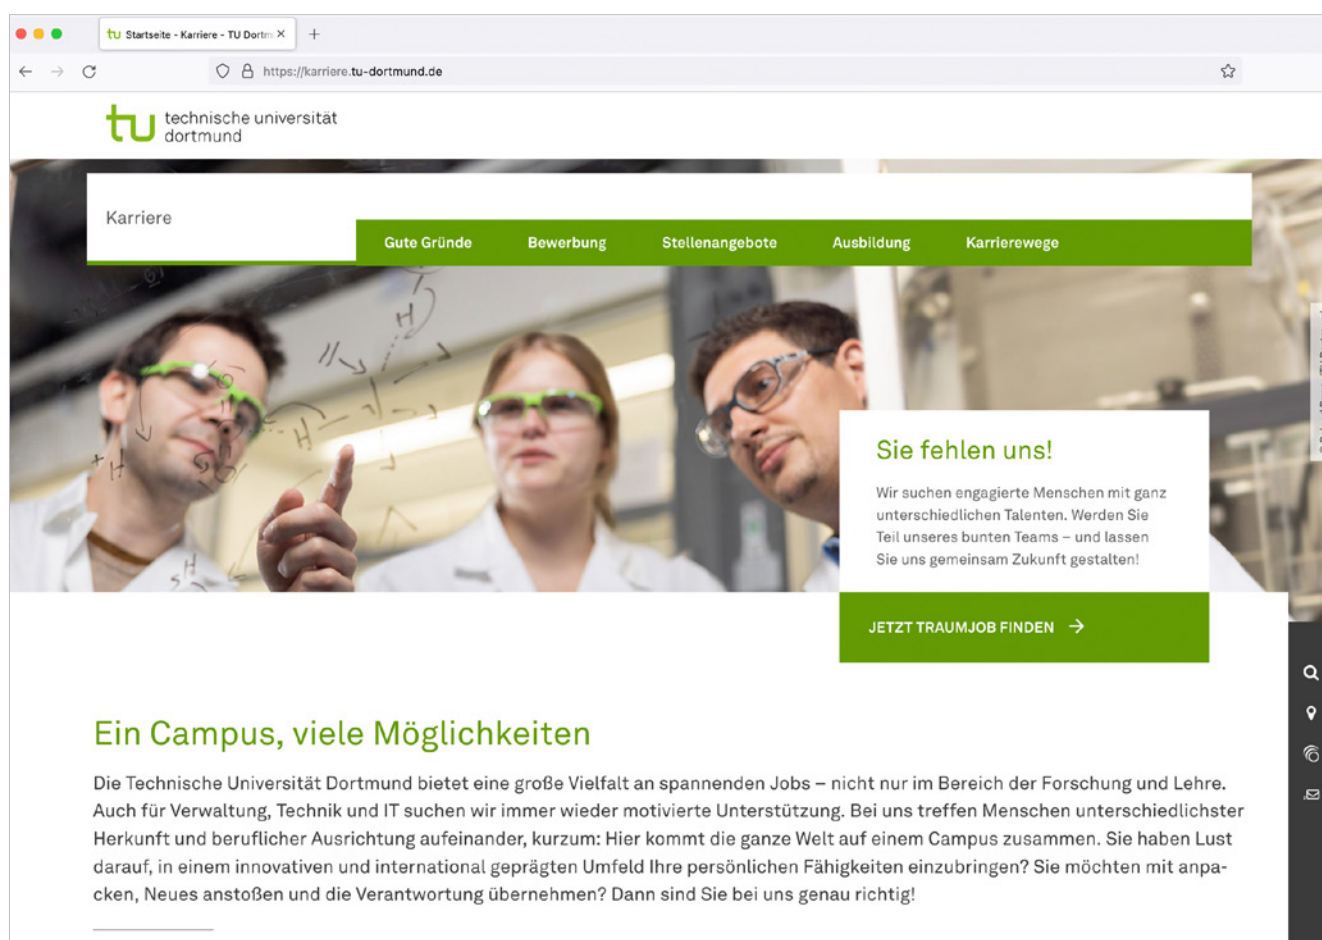 tu Startseite - Karriere - TU Dortm
https://karriere.tu-dortmund.de
tu technische universität
dortmund
Karriere
Gute Gründe Bewerbung Stellenangebote Ausbildung Karrierewege
Sie fehlen uns!
Wir suchen engagierte Menschen mit ganz
unterschiedlichen Talenten. Werden Sie
Teil unseres bunten Teams – und lassen
Sie uns gemeinsam Zukunft gestalten!
JETZT TRAUMJOB FINDEN
Ein Campus, viele Möglichkeiten
Die Technische Universität Dortmund bietet eine große Vielfalt an spannenden Jobs – nicht nur im Bereich der Forschung und Lehre.
Auch für Verwaltung, Technik und IT suchen wir immer wieder motivierte Unterstützung. Bei uns treffen Menschen unterschiedlichster
Herkunft und beruflicher Ausrichtung aufeinander, kurzum: Hier kommt die ganze Welt auf einem Campus zusammen. Sie haben Lust
darauf, in einem innovativen und international geprägten Umfeld Ihre persönlichen Fähigkeiten einzubringen? Sie möchten mit anpa-
cken, Neues anstoßen und die Verantwortung übernehmen? Dann sind Sie bei uns genau richtig!